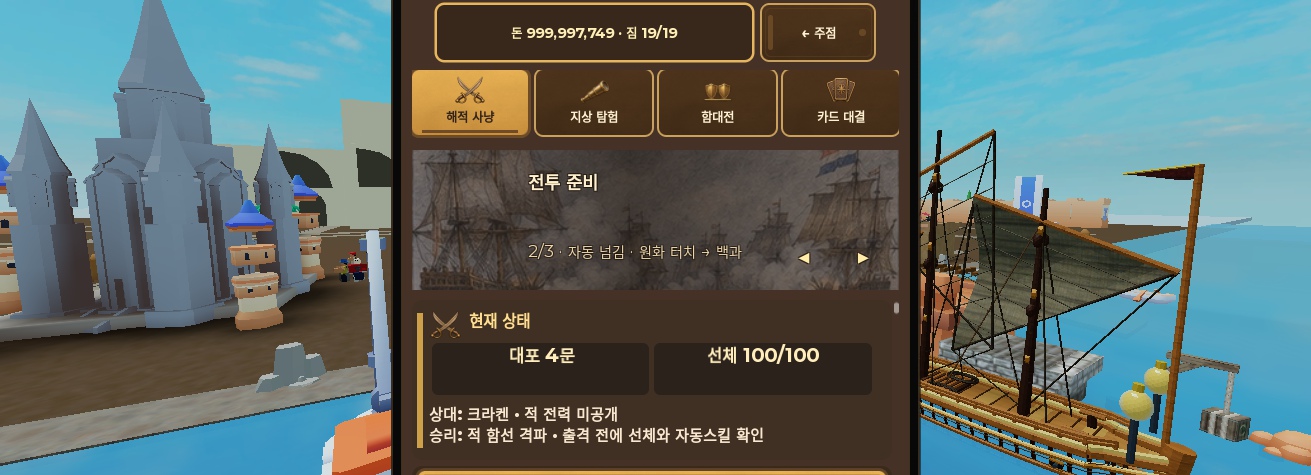 돈 999,997,749 · 짐 19/19
← 주점
해적 사냥
지상 탐험
함대전
카드 대결
전투 준비
2/3 · 자동 넘김 · 원화 터치 → 백과
현재 상태
대포 4문
선체 100/100
상대: 크라켄 • 적 전력 미공개
승리: 적 함선 격파 • 출격 전에 선체와 자동스킬 확인